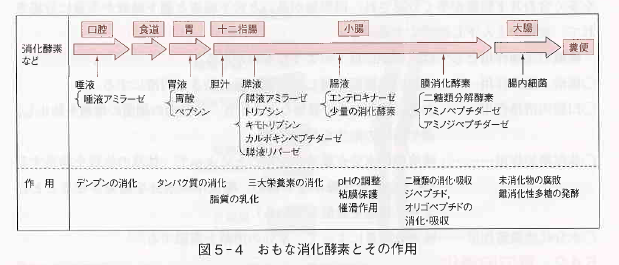 口腔 食道 胃 十二指腸 小腸 大腸
消化酵素
など
糞便
唾液
唾液アミラーゼ
胃液
胃酸
ペプシン
胆汁
膵液
膵液アミラーゼ
トリプシン
キモトリプシン
カルボキシペプチダーゼ
膵液リパーゼ
腸液
エンテロキナーゼ
少量の消化酵素
膜消化酵素
二糖類分解酵素
アミノペプチダーゼ
アミノジペプチダーゼ
腸内細菌
作用
デンプンの消化
タンパク質の消化
脂質の乳化
三大栄養素の消化
pHの調整
粘膜保護
催滑作用
二種類の消化・吸収
ジペプチド,
オリゴペプチドの
消化・吸収
未消化物の腐敗
難消化性多糖の発酵
図5-4 おもな消化酵素とその作用